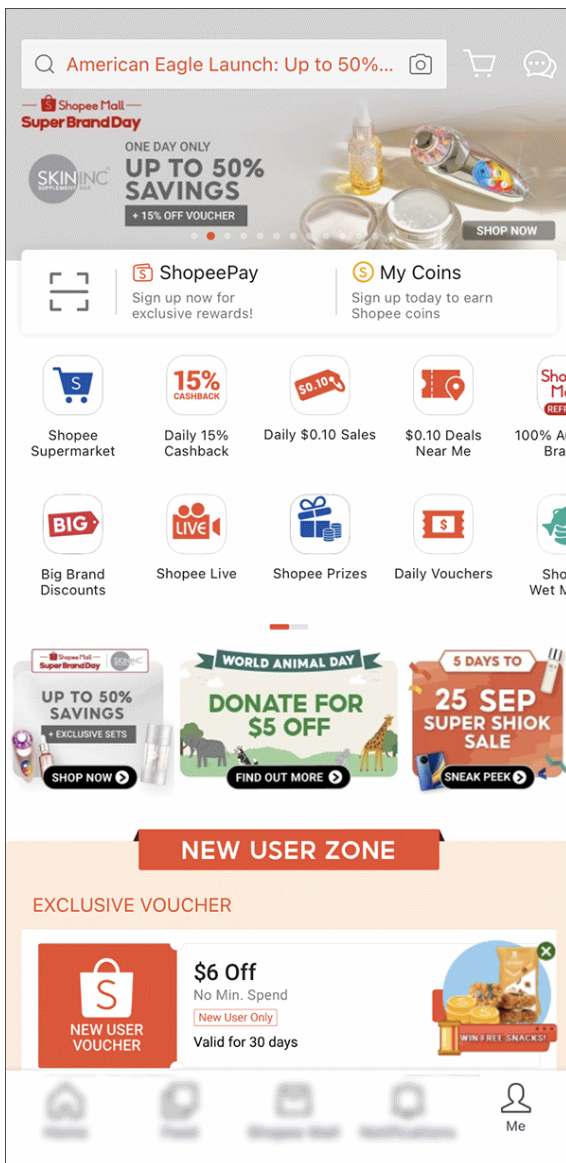 American Eagle Launch: Up to 50%...
Shopee Mall
Super Brand Day
ONE DAY ONLY
UP TO 50%
SAVINGS
+ 15% OFF VOUCHER
SKIN INC
SUPPLEMENT BAR
SHOP NOW
ShopeePay
Sign up now for
exclusive rewards!
My Coins
Sign up today to earn
Shopee coins
15%
CASHBACK
$0.10
Shopee
Supermarket
Daily 15%
Cashback
Daily $0.10 Sales
$0.10 Deals
Near Me
100% A
Bra
BIG
LIVE
Big Brand
Discounts
Shopee Live
Shopee Prizes
Daily Vouchers
Sho
Wet M
Shopee Mall
Super Brand Day
SKIN INC
UP TO 50%
SAVINGS
+ EXCLUSIVE SETS
SHOP NOW
WORLD ANIMAL DAY
DONATE FOR
$5 OFF
FIND OUT MORE
5 DAYS TO
25 SEP
SUPER SHIOK
SALE
SNEAK PEEK
NEW USER ZONE
EXCLUSIVE VOUCHER
NEW USER
VOUCHER
$6 Off
No Min. Spend
New User Only
Valid for 30 days
WIN FREE SNACKS!
Me